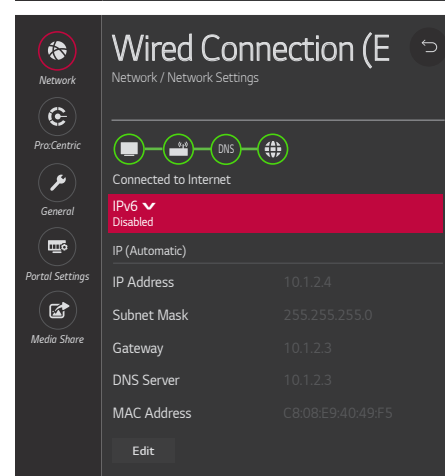 Wired Connection (E
Network / Network Settings
Network
Pro:Centric
General
Portal Settings
Media Share
DNS
Connected to Internet
IPv6
Disabled
IP (Automatic)
IP Address 10.1.2.4
Subnet Mask 255.255.255.0
Gateway 10.1.2.3
DNS Server 10.1.2.3
MAC Address C8:08:E9:40:49:F5
Edit